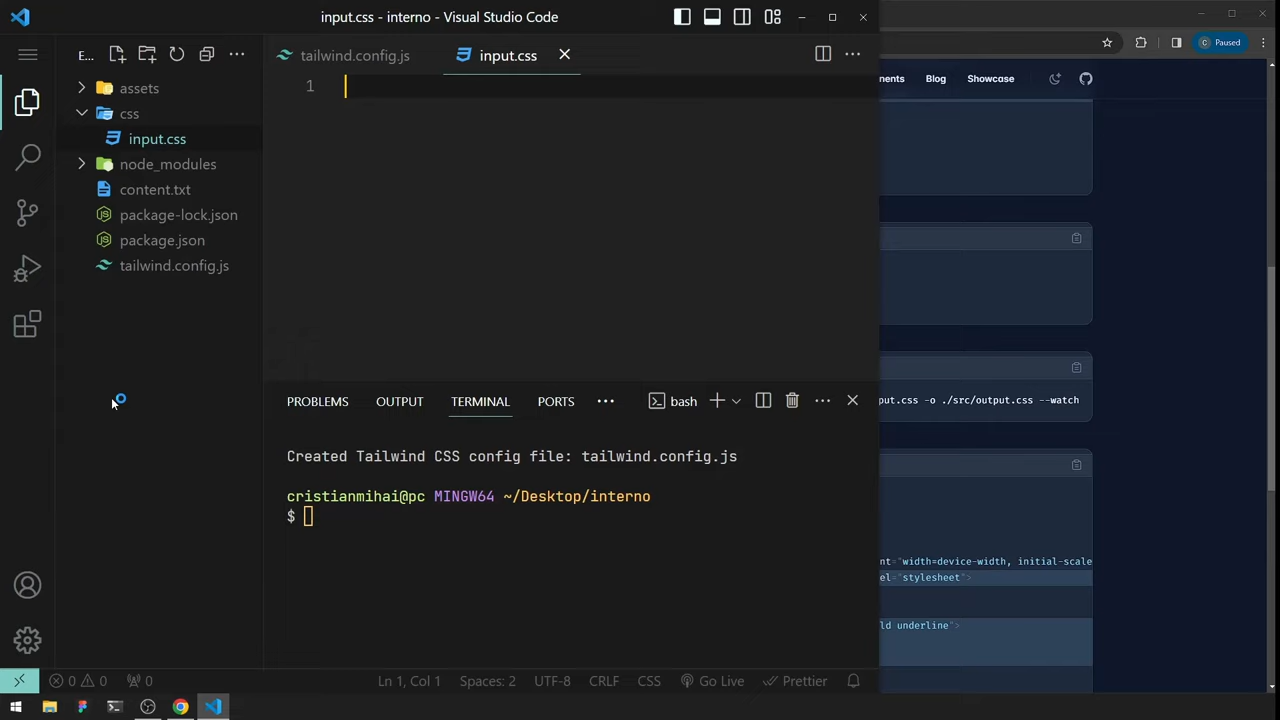 input.css - interno - Visual Studio Code
E...
tailwind.config.js
input.css
1
assets
css
input.css
node_modules
content.txt
package-lock.json
package.json
tailwind.config.js
PROBLEMS
OUTPUT
TERMINAL
PORTS
bash
Created Tailwind CSS config file: tailwind.config.js
cristianmihai@pc MINGW64 ~/Desktop/interno
$
0
0
0
Ln 1, Col 1
Spaces: 2
UTF-8
CRLF
CSS
Go Live
Prettier
C
Paused
nents
Blog
Showcase
put.css -o ./src/output.css --watch
nt="width=device-width, initial-scale
el="stylesheet">
ld underline">